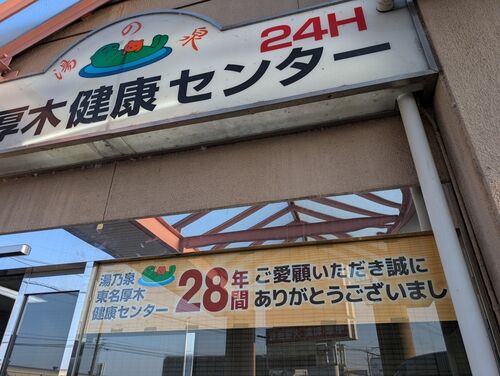 湯の泉
24H
厚木健康センター
湯乃泉
東名厚木
健康センター
28年間
ご愛顧いただき誠に
ありがとうございまし